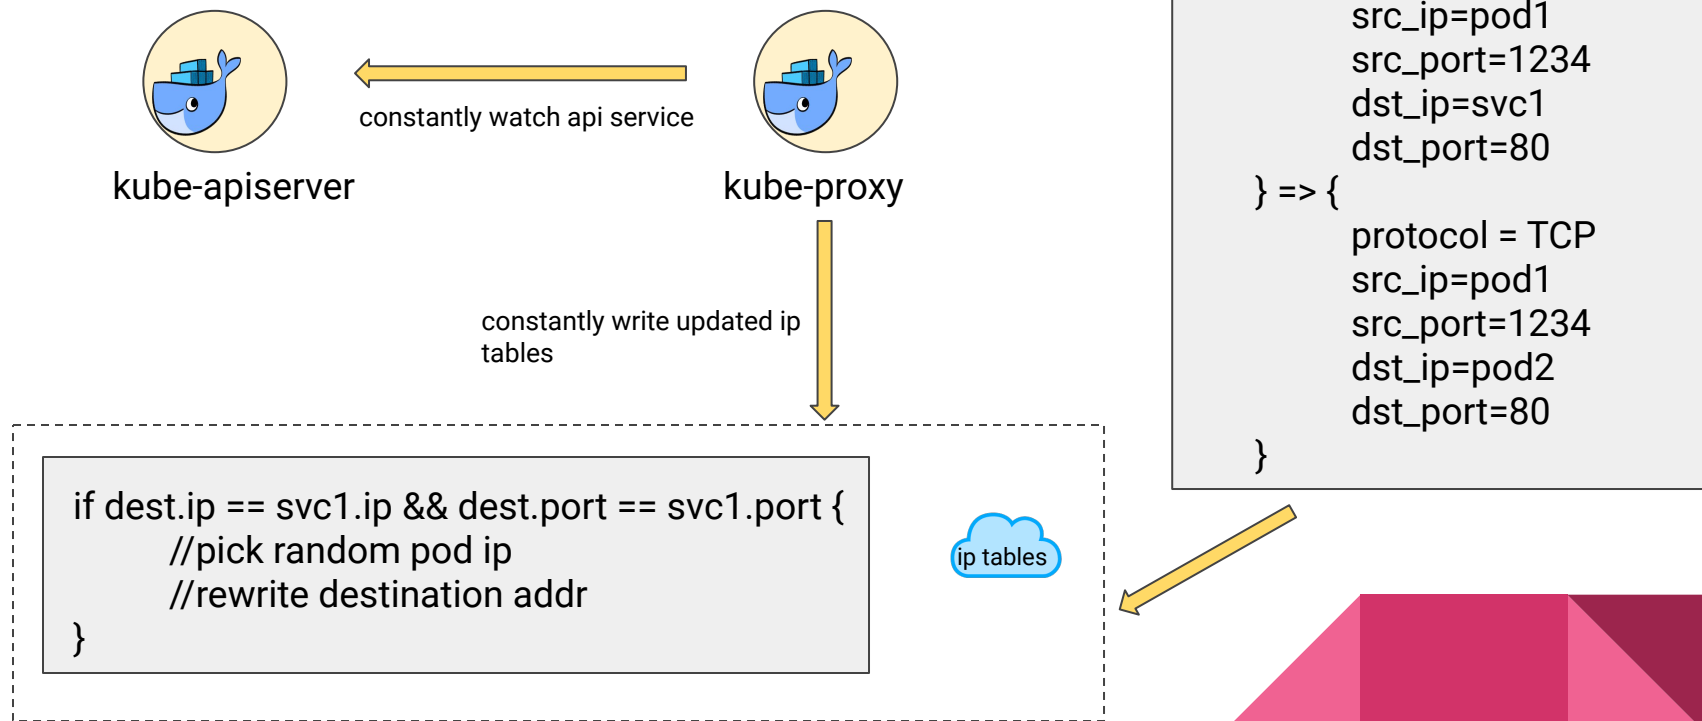 constantly watch api service
kube-apiserver
kube-proxy
constantly write updated ip
tables
if dest.ip == svc1.ip && dest.port == svc1.port {
//pick random pod ip
//rewrite destination addr
}
ip tables
src_ip=pod1
src_port=1234
dst_ip=svc1
dst_port=80
} => {
protocol = TCP
src_ip=pod1
src_port=1234
dst_ip=pod2
dst_port=80
}